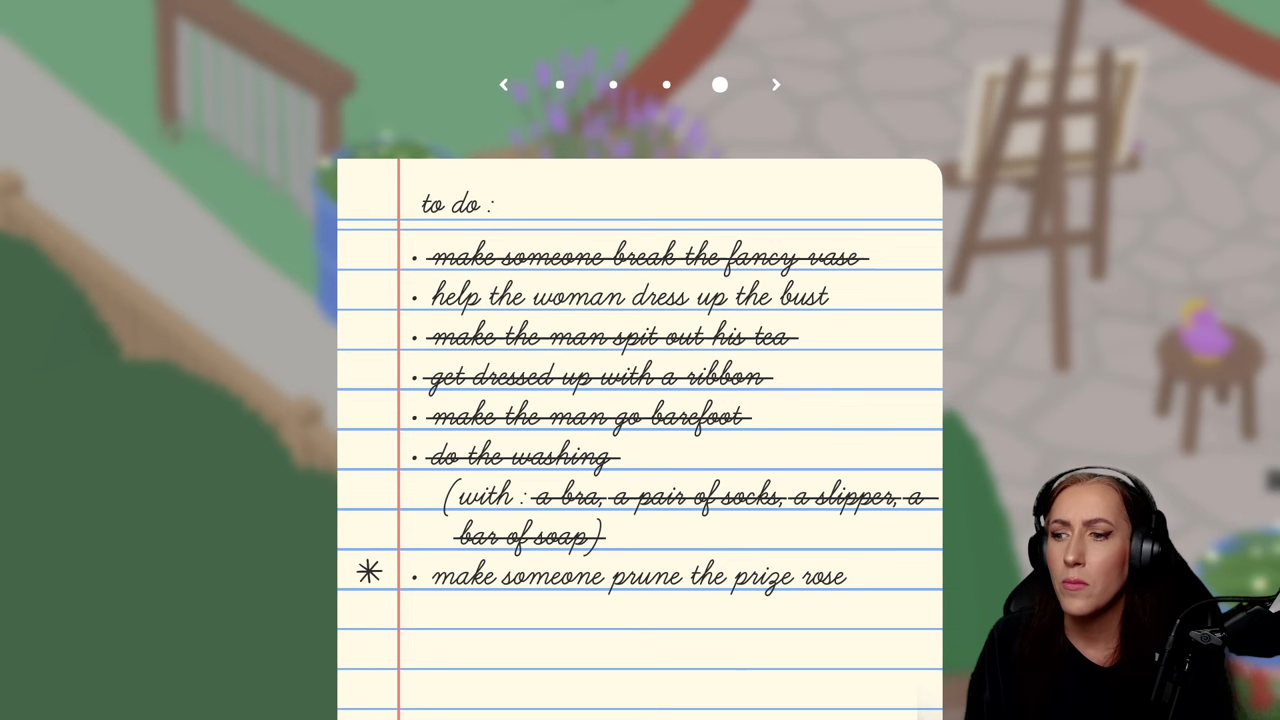 to do :
• make someone break the fancy vase
• help the woman dress up the bust
• make the man spit out his tea
• get dressed up with a ribbon
• make the man go barefoot
• do the washing
(with : a bra, a pair of socks, a slipper, a
bar of soap)
• make someone prune the prize rose